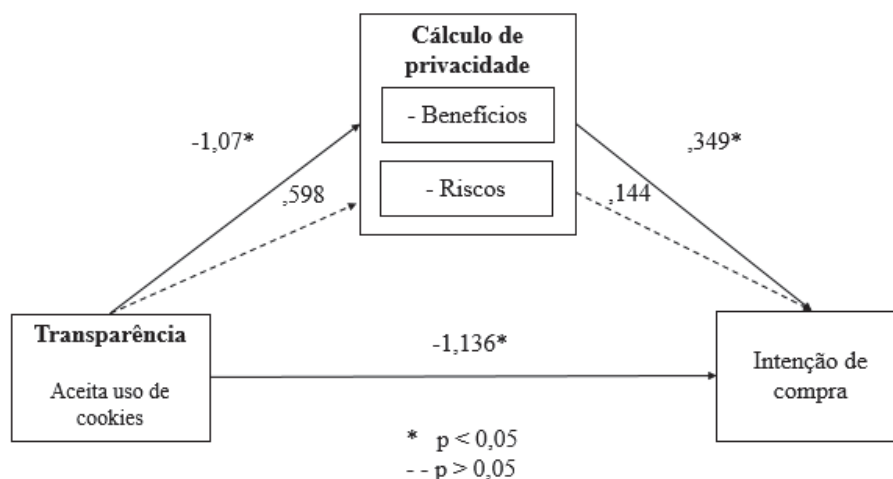 Cálculo de
privacidade
- Benefícios
-1,07*
,349*
- Riscos
,598
,144
Transparência
-1,136*
Aceita uso de
cookies
Intenção de
compra
* p < 0,05
- - p > 0,05